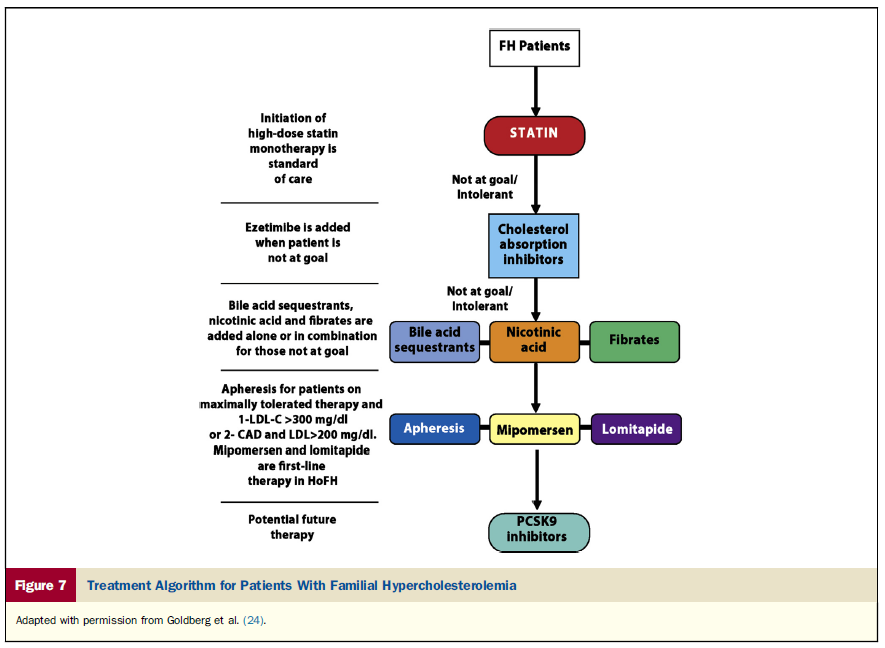 FH Patients
Initiation of
high-dose statin
monotherapy is
standard
of care
STATIN
Not at goal/
Intolerant
Ezetimibe is added
when patient is
not at goal
Cholesterol
absorption
inhibitors
Not at goal/
Intolerant
Bile acid sequestrants,
nicotinic acid and fibrates are
added alone or in combination
for those not at goal
Bile acid
sequestrants
Nicotinic
acid
Fibrates
Apheresis for patients on
maximally tolerated therapy and
1-LDL-C >300 mg/dl
or 2- CAD and LDL>200 mg/dl.
Mipomersen and lomitapide
are first-line
therapy in HoFH
Apheresis
Mipomersen
Lomitapide
Potential future
therapy
PCSK9
inhibitors
Figure 7 Treatment Algorithm for Patients With Familial Hypercholesterolemia
Adapted with permission from Goldberg et al. (24).